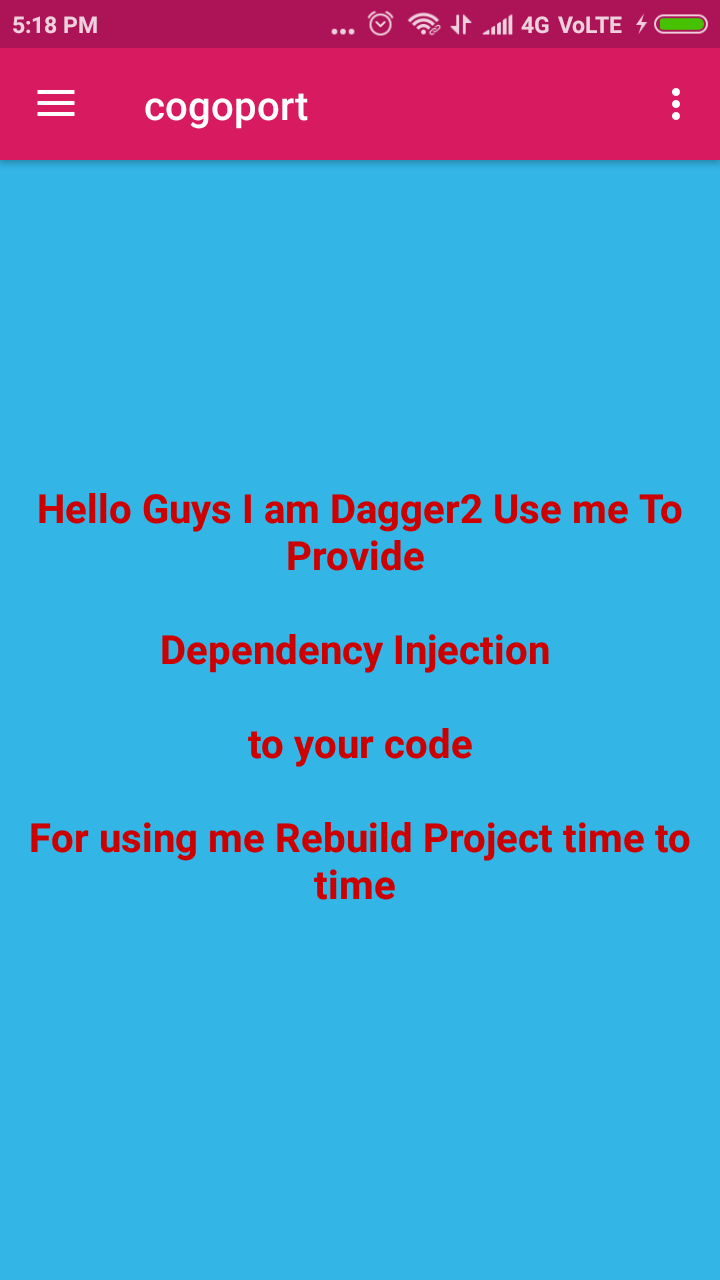 5:18 PM
4G VoLTE
cogoport
Hello Guys I am Dagger2 Use me To
Provide
Dependency Injection
to your code
For using me Rebuild Project time to
time